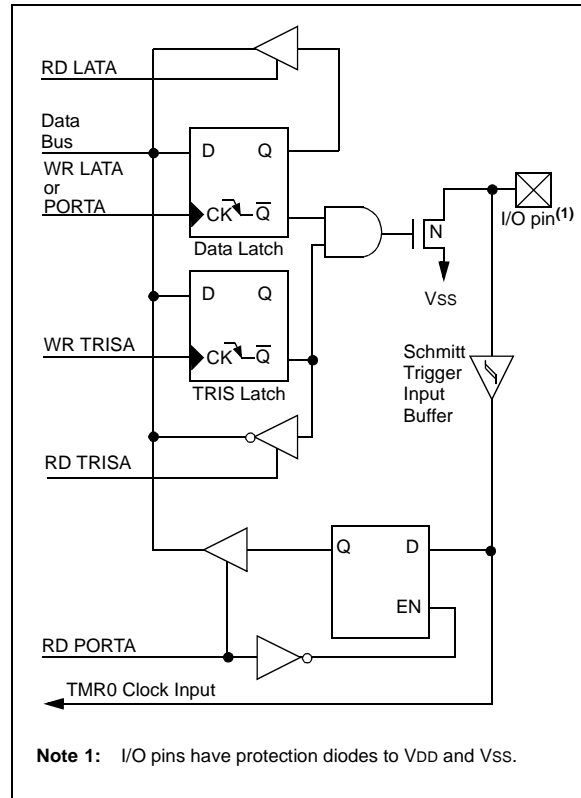 RD LATA
Data
Bus
D Q
WR LATA
or
PORTA
CK Q̅
Data Latch
N
I/O pin(1)
VSS
D Q
WR TRISA
CK Q̅
TRIS Latch
Schmitt
Trigger
Input
Buffer
RD TRISA
Q D
EN
RD PORTA
TMR0 Clock Input
Note 1: I/O pins have protection diodes to VDD and VSS.